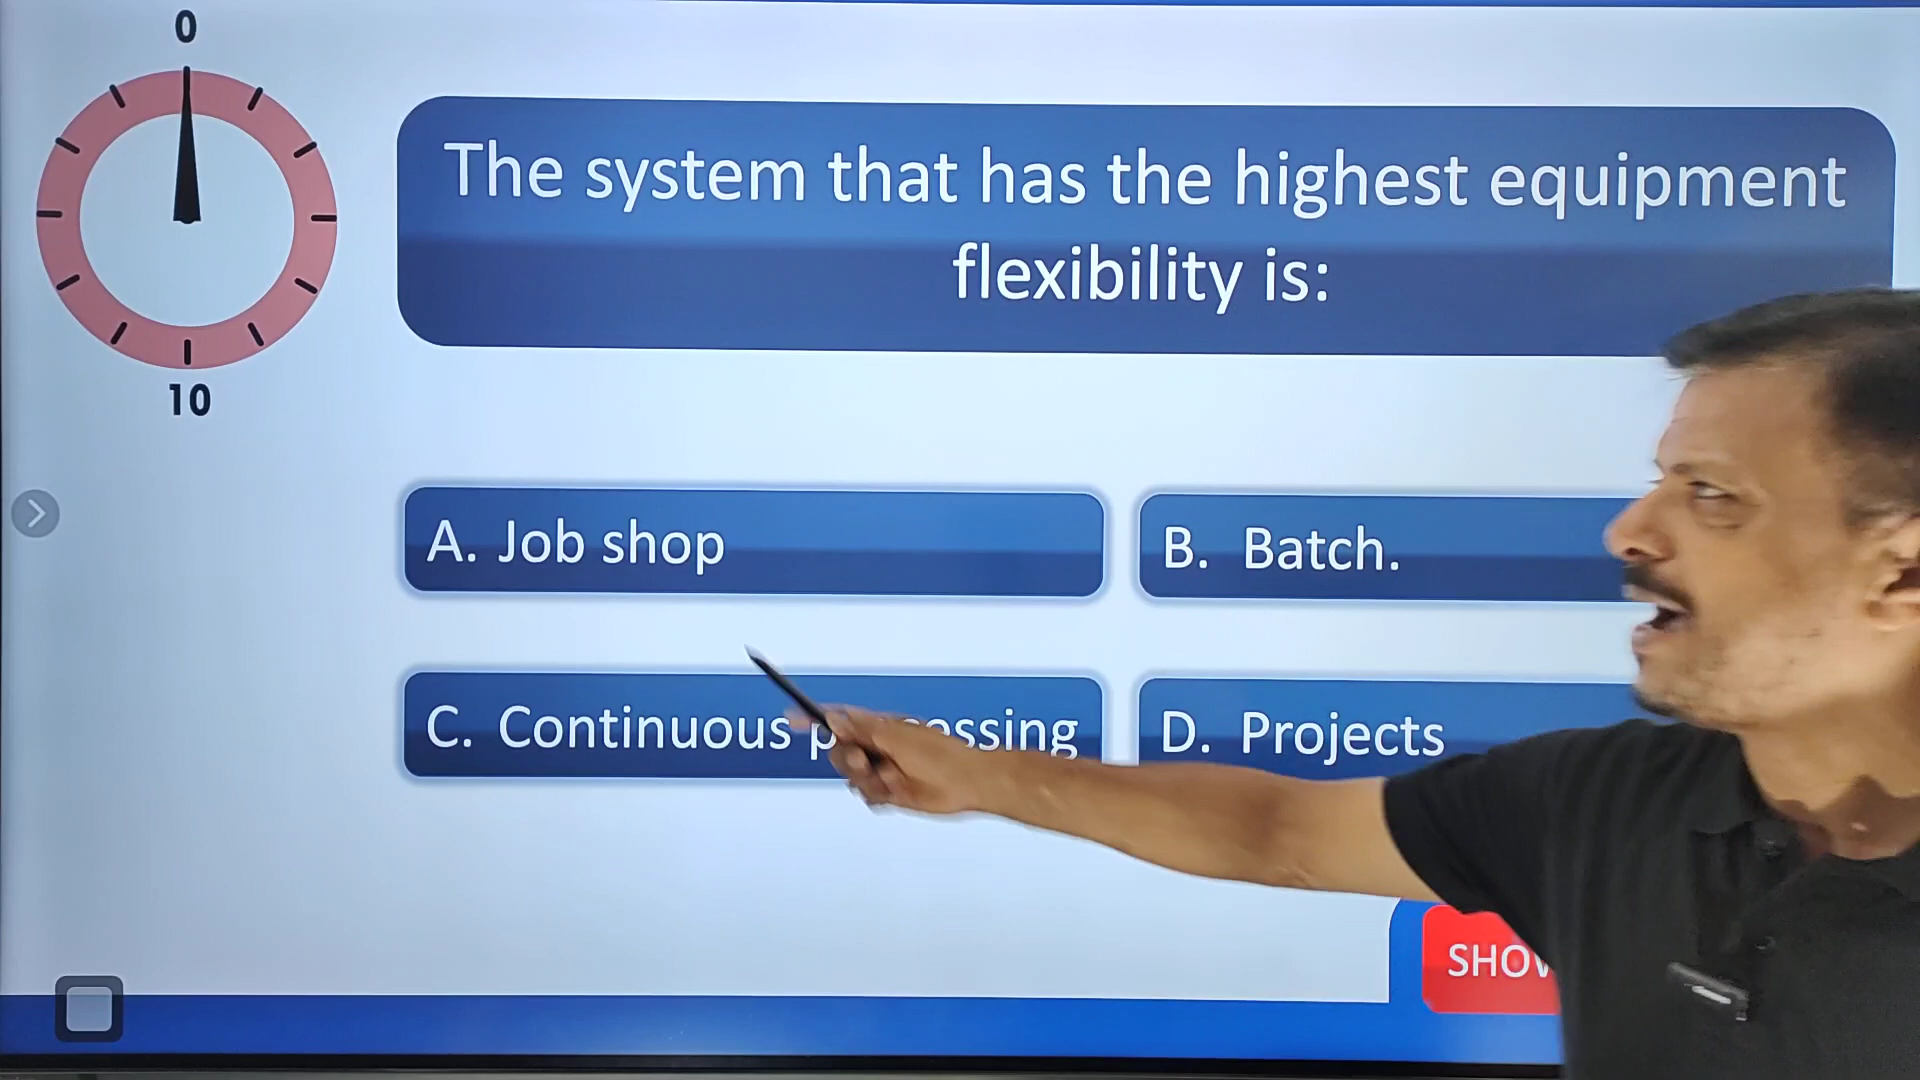 0
10
The system that has the highest equipment
flexibility is:
A. Job shop
B. Batch.
C. Continuous
D. Projects